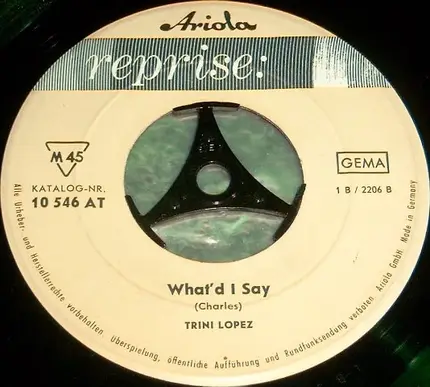 Ariola
reprise:
M 45
KATALOG-NR.
10 546 AT
GEMA
1 B / 2206 B
What'd I Say
(Charles)
TRINI LOPEZ
Alle Urheber- und Herstellerrechte vorbehalten Überspielung, öffentliche Aufführung und Rundfunksendung verboten. Ariola GmbH. Made in Germany